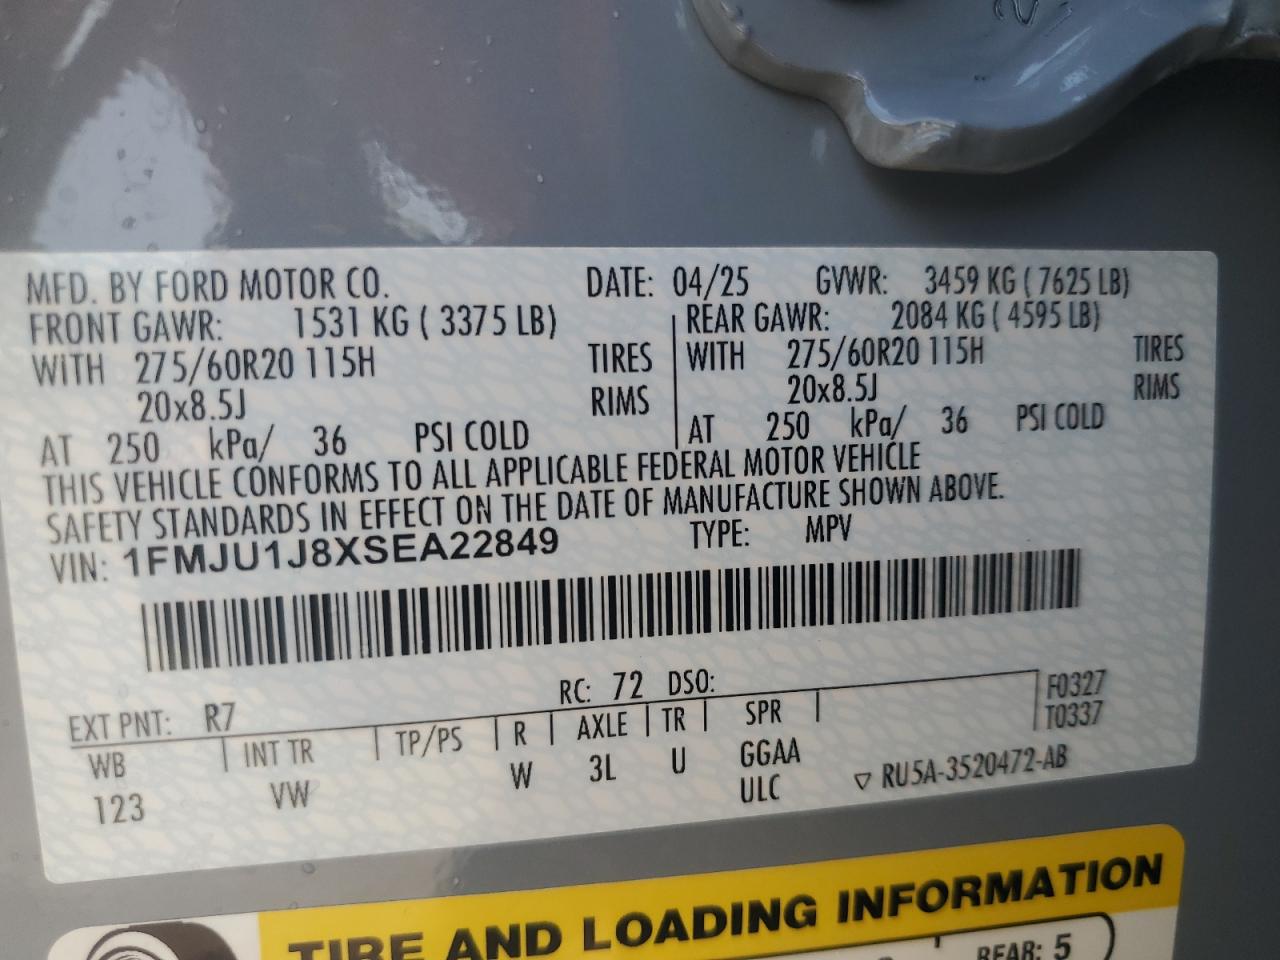 MFD. BY FORD MOTOR CO. DATE: 04/25 GVWR: 3459 KG ( 7625 LB)
FRONT GAWR: 1531 KG ( 3375 LB) REAR GAWR: 2084 KG ( 4595 LB)
WITH 275/60R20 115H TIRES WITH 275/60R20 115H TIRES
20x8.5J RIMS 20x8.5J RIMS
AT 250 kPa/ 36 PSI COLD AT 250 kPa/ 36 PSI COLD
THIS VEHICLE CONFORMS TO ALL APPLICABLE FEDERAL MOTOR VEHICLE
SAFETY STANDARDS IN EFFECT ON THE DATE OF MANUFACTURE SHOWN ABOVE.
VIN: 1FMJU1J8XSEA22849 TYPE: MPV
EXT PNT: R7 RC: 72 DSO: F0327
WB INT TR TP/PS R AXLE TR SPR T0337
123 VW W 3L U GGAA
ULC ▽ RU5A-3520472-AB
TIRE AND LOADING INFORMATION
REAR: 5